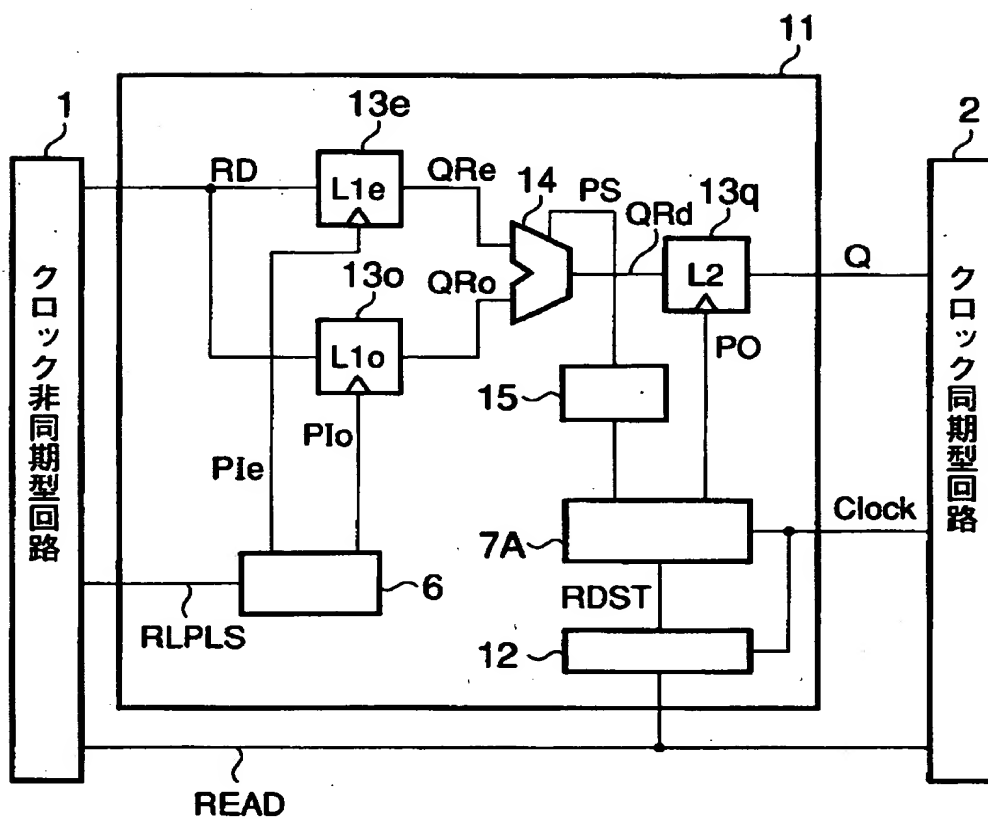 11
1
13e
2
RD
L1e
QRe
14
PS
13q
QRd
L2
Q
13o
QRo
L1o
PO
15
PIo
PIe
クロック非同期型回路
クロック同期型回路
Clock
7A
6
RDST
RLPLS
12
READ